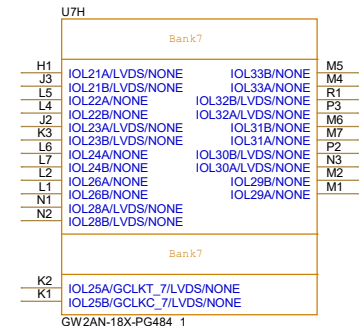 U7H
Bank7
H1 IOL21A/LVDS/NONE IOL33B/NONE M5
J3 IOL21B/LVDS/NONE IOL33A/NONE M4
L5 IOL22A/NONE IOL32B/LVDS/NONE R1
L4 IOL22B/NONE IOL32A/LVDS/NONE P3
J2 IOL23A/LVDS/NONE IOL31B/NONE M6
K3 IOL23B/LVDS/NONE IOL31A/NONE M7
L6 IOL24A/NONE IOL30B/LVDS/NONE P2
L7 IOL24B/NONE IOL30A/LVDS/NONE N3
L2 IOL26A/NONE IOL29B/NONE M2
L1 IOL26B/NONE IOL29A/NONE M1
N1 IOL28A/LVDS/NONE
N2 IOL28B/LVDS/NONE
Bank7
K2 IOL25A/GCLKT_7/LVDS/NONE
K1 IOL25B/GCLKC_7/LVDS/NONE
GW2AN-18X-PG484_1